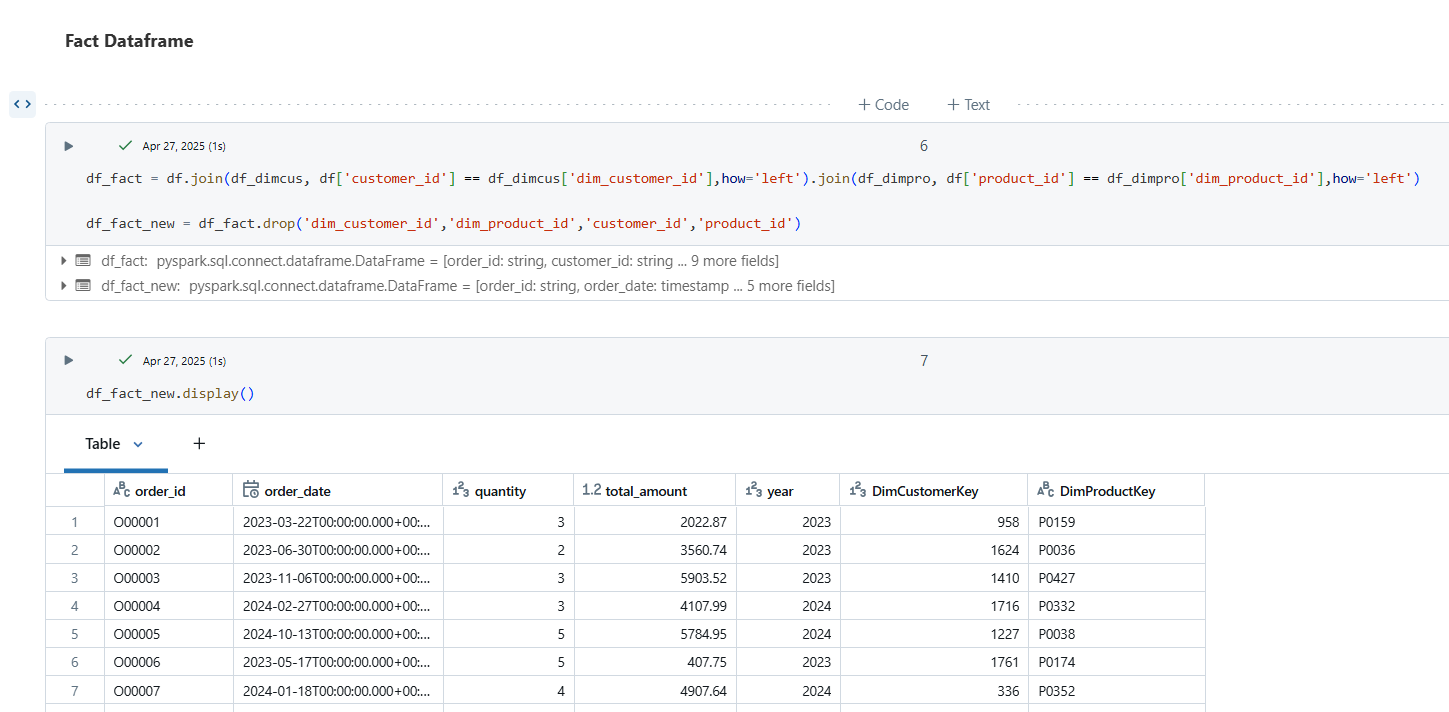 Fact Dataframe
+ Code + Text
Apr 27, 2025 (1s) 6
df_fact = df.join(df_dimcus, df['customer_id'] == df_dimcus['dim_customer_id'],how='left').join(df_dimpro, df['product_id'] == df_dimpro['dim_product_id'],how='left')
df_fact_new = df_fact.drop('dim_customer_id','dim_product_id','customer_id','product_id')
df_fact: pyspark.sql.connect.dataframe.DataFrame = [order_id: string, customer_id: string ... 9 more fields]
df_fact_new: pyspark.sql.connect.dataframe.DataFrame = [order_id: string, order_date: timestamp ... 5 more fields]
Apr 27, 2025 (1s) 7
df_fact_new.display()
Table +
ABC order_id order_date 123 quantity 1.2 total_amount 123 year 123 DimCustomerKey ABC DimProductKey
1 O00001 2023-03-22T00:00:00.000+00:... 3 2022.87 2023 958 P0159
2 O00002 2023-06-30T00:00:00.000+00:... 2 3560.74 2023 1624 P0036
3 O00003 2023-11-06T00:00:00.000+00:... 3 5903.52 2023 1410 P0427
4 O00004 2024-02-27T00:00:00.000+00:... 3 4107.99 2024 1716 P0332
5 O00005 2024-10-13T00:00:00.000+00:... 5 5784.95 2024 1227 P0038
6 O00006 2023-05-17T00:00:00.000+00:... 5 407.75 2023 1761 P0174
7 O00007 2024-01-18T00:00:00.000+00:... 4 4907.64 2024 336 P0352